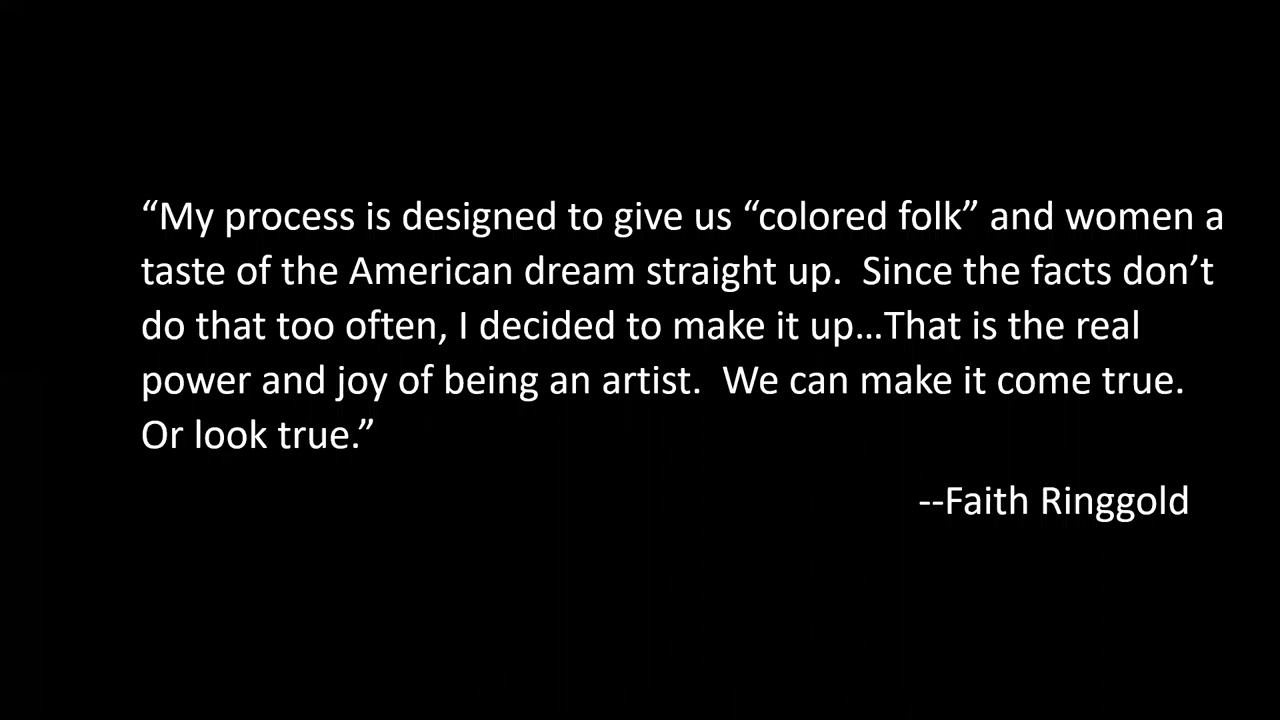 “My process is designed to give us “colored folk” and women a
taste of the American dream straight up.  Since the facts don’t
do that too often, I decided to make it up…That is the real
power and joy of being an artist.  We can make it come true.
Or look true.”
--Faith Ringgold